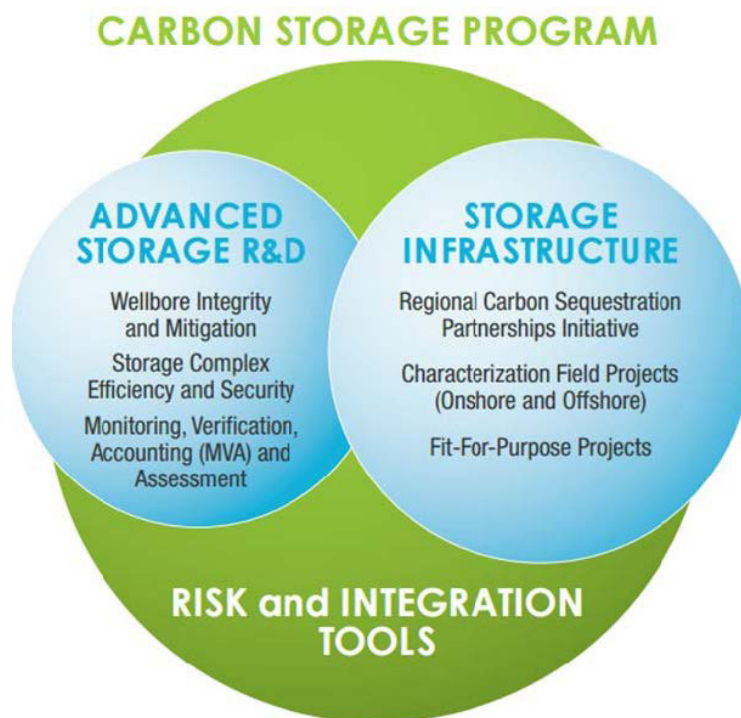 CARBON STORAGE PROGRAM
ADVANCED
STORAGE R&D
Wellbore Integrity
and Mitigation
Storage Complex
Efficiency and Security
Monitoring, Verification,
Accounting (MVA) and
Assessment
STORAGE
INFRASTRUCTURE
Regional Carbon Sequestration
Partnerships Initiative
Characterization Field Projects
(Onshore and Offshore)
Fit-For-Purpose Projects
RISK and INTEGRATION
TOOLS